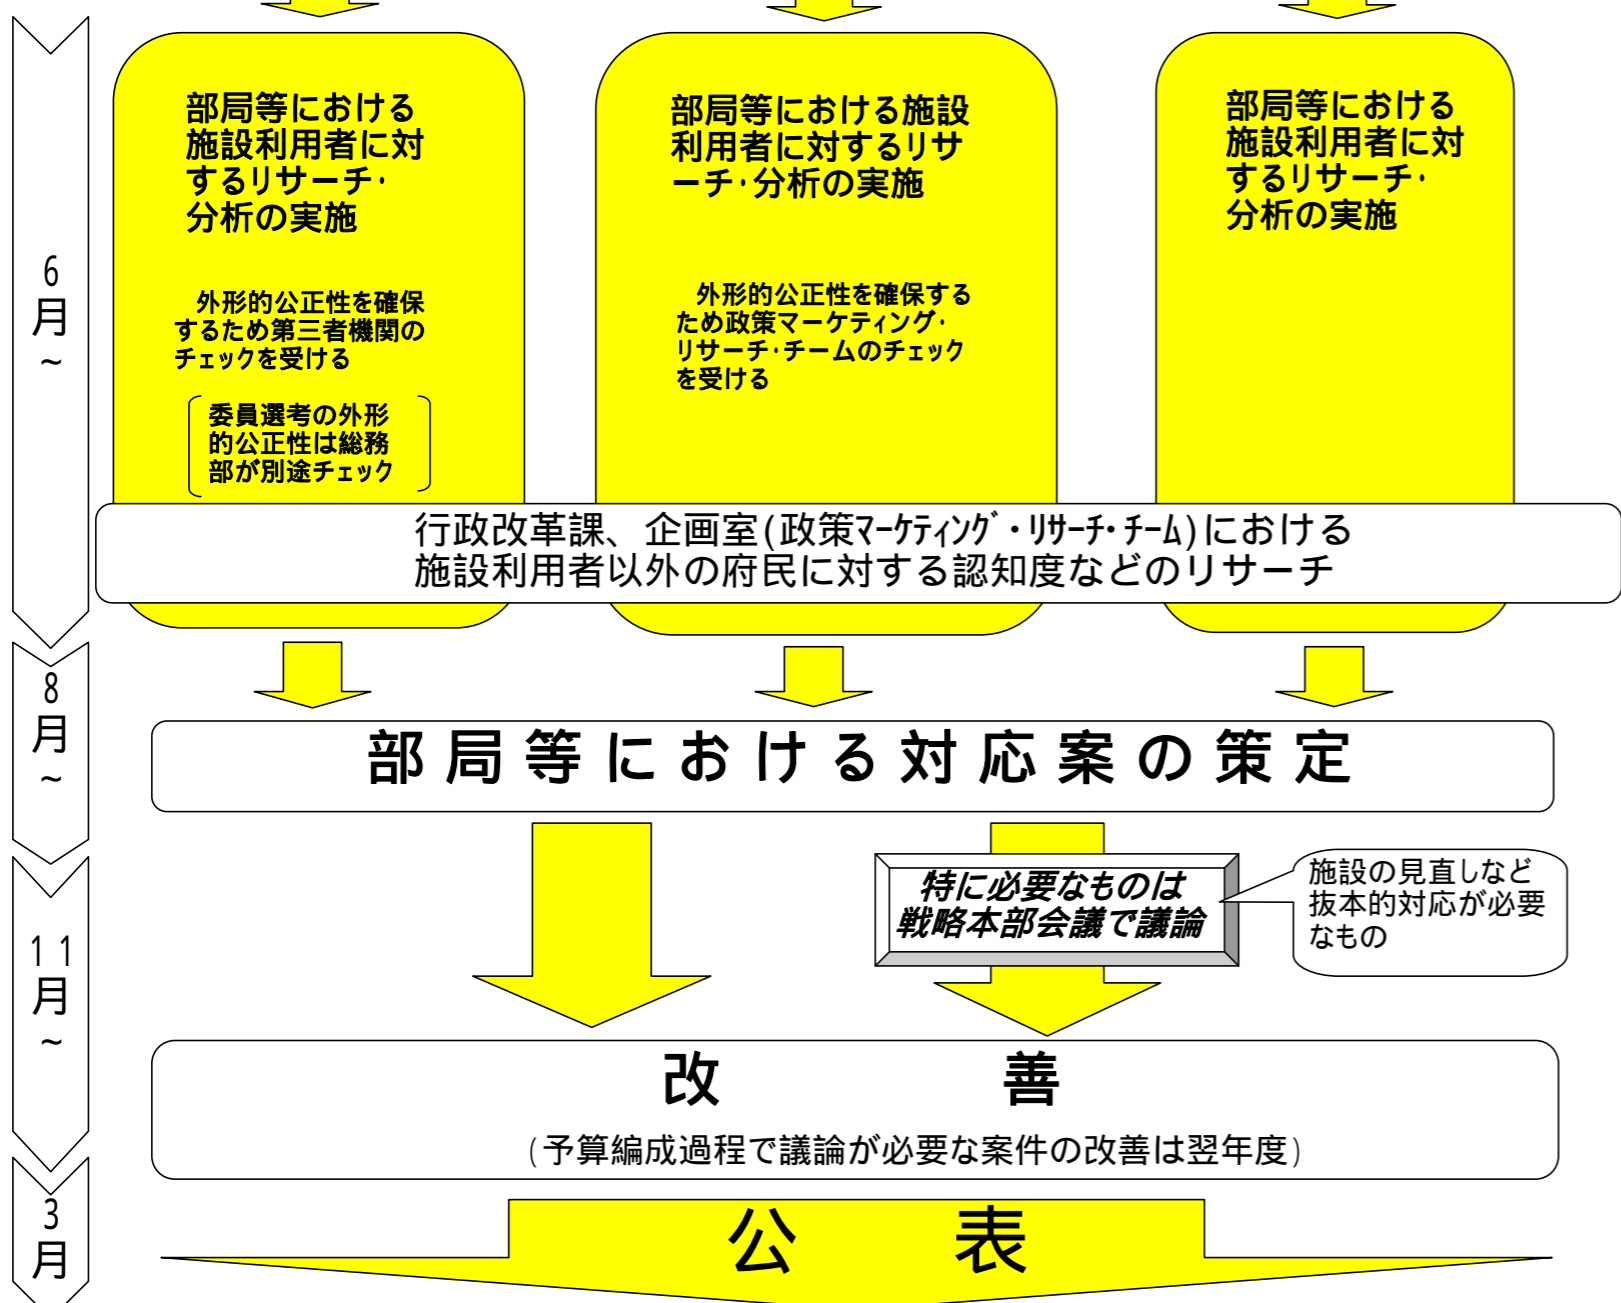 6
月
~
部局等における
施設利用者に対
するリサーチ・
分析の実施
外形的公正性を確保
するため第三者機関の
チェックを受ける
委員選考の外形
的公正性は総務
部が別途チェック
部局等における施設
利用者に対するリサ
ーチ・分析の実施
外形的公正性を確保する
ため政策マーケティング・
リサーチ・チームのチェック
を受ける
部局等における
施設利用者に対
するリサーチ・
分析の実施
行政改革課、企画室(政策ﾏｰｹﾃｨﾝｸﾞ・ﾘｻｰﾁ・ﾁｰﾑ)における
施設利用者以外の府民に対する認知度などのリサーチ
8
月
~
部局等における対応案の策定
11
月
~
特に必要なものは
戦略本部会議で議論
施設の見直しなど
抜本的対応が必要
なもの
改 善
(予算編成過程で議論が必要な案件の改善は翌年度)
3
月
公 表